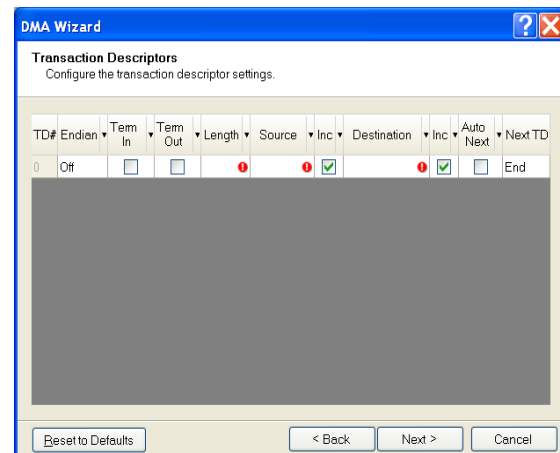 DMA Wizard
Transaction Descriptors
Configure the transaction descriptor settings.
TD# Endian Term In Term Out Length Source Inc Destination Inc Auto Next Next TD
0 Off End
Reset to Defaults < Back Next > Cancel